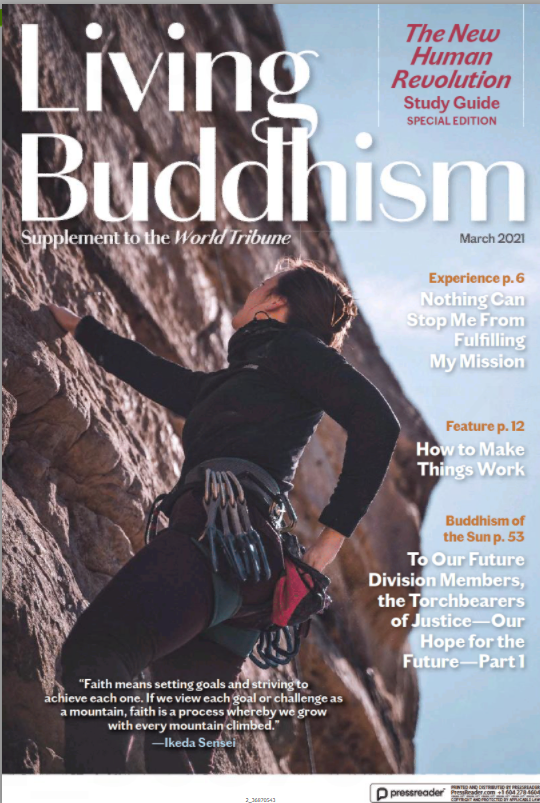 Living
Buddhism
The New
Human
Revolution
Study Guide
SPECIAL EDITION
Supplement to the World Tribune
March 2021
Experience p. 6
Nothing Can
Stop Me From
Fulfilling
My Mission
Feature p. 12
How to Make
Things Work
Buddhism of
the Sun p. 53
To Our Future
Division Members,
the Torchbearers
of Justice—Our
Hope for the
Future—Part 1
“Faith means setting goals and striving to
achieve each one. If we view each goal or challenge as
a mountain, faith is a process whereby we grow
with every mountain climbed.”
—Ikeda Sensei
pressreader
PRINTED AND DISTRIBUTED BY PRESSREADER
PressReader.com +1 604 278 4604
COPYRIGHT AND PROTECTED BY APPLICABLE LAW